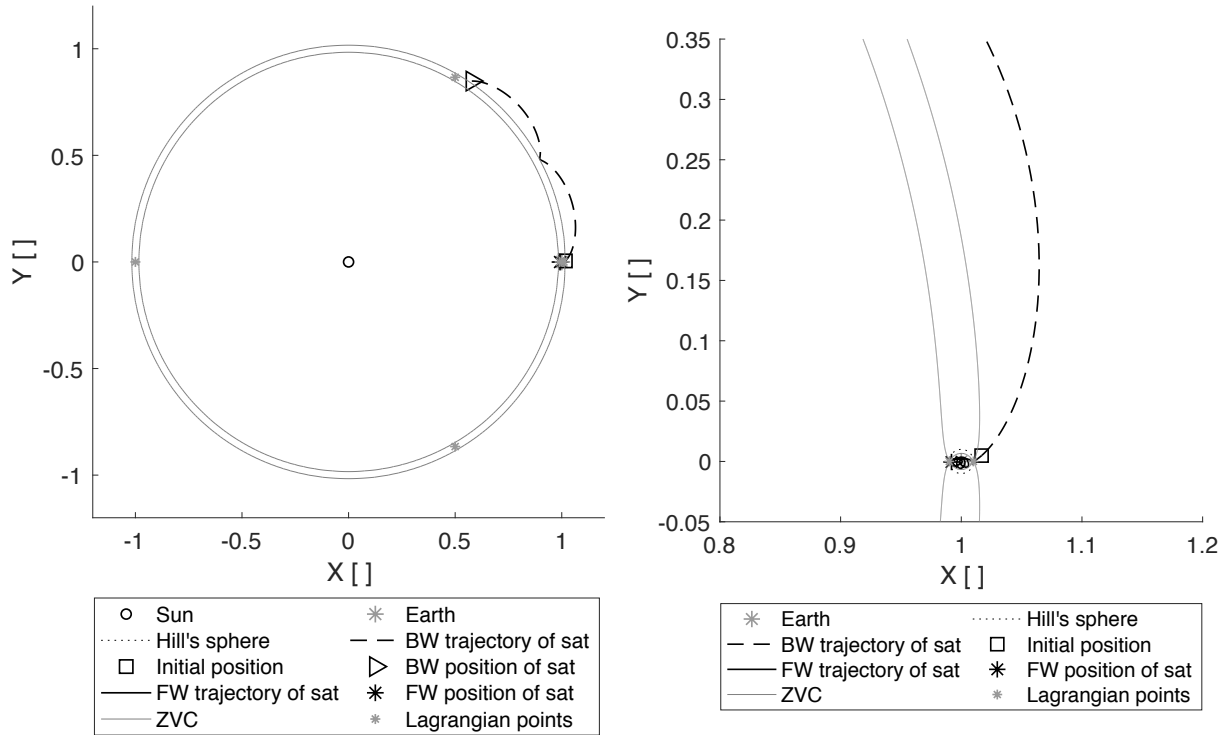 1
0.5
0
-0.5
-1
Y [ ]
-1 -0.5 0 0.5 1
X [ ]
Sun Earth
Hill's sphere BW trajectory of sat
Initial position BW position of sat
FW trajectory of sat FW position of sat
ZVC Lagrangian points
0.35
0.3
0.25
0.2
0.15
0.1
0.05
0
-0.05
Y [ ]
0.8 0.9 1 1.1 1.2
X [ ]
Earth Hill's sphere
BW trajectory of sat Initial position
FW trajectory of sat FW position of sat
ZVC Lagrangian points